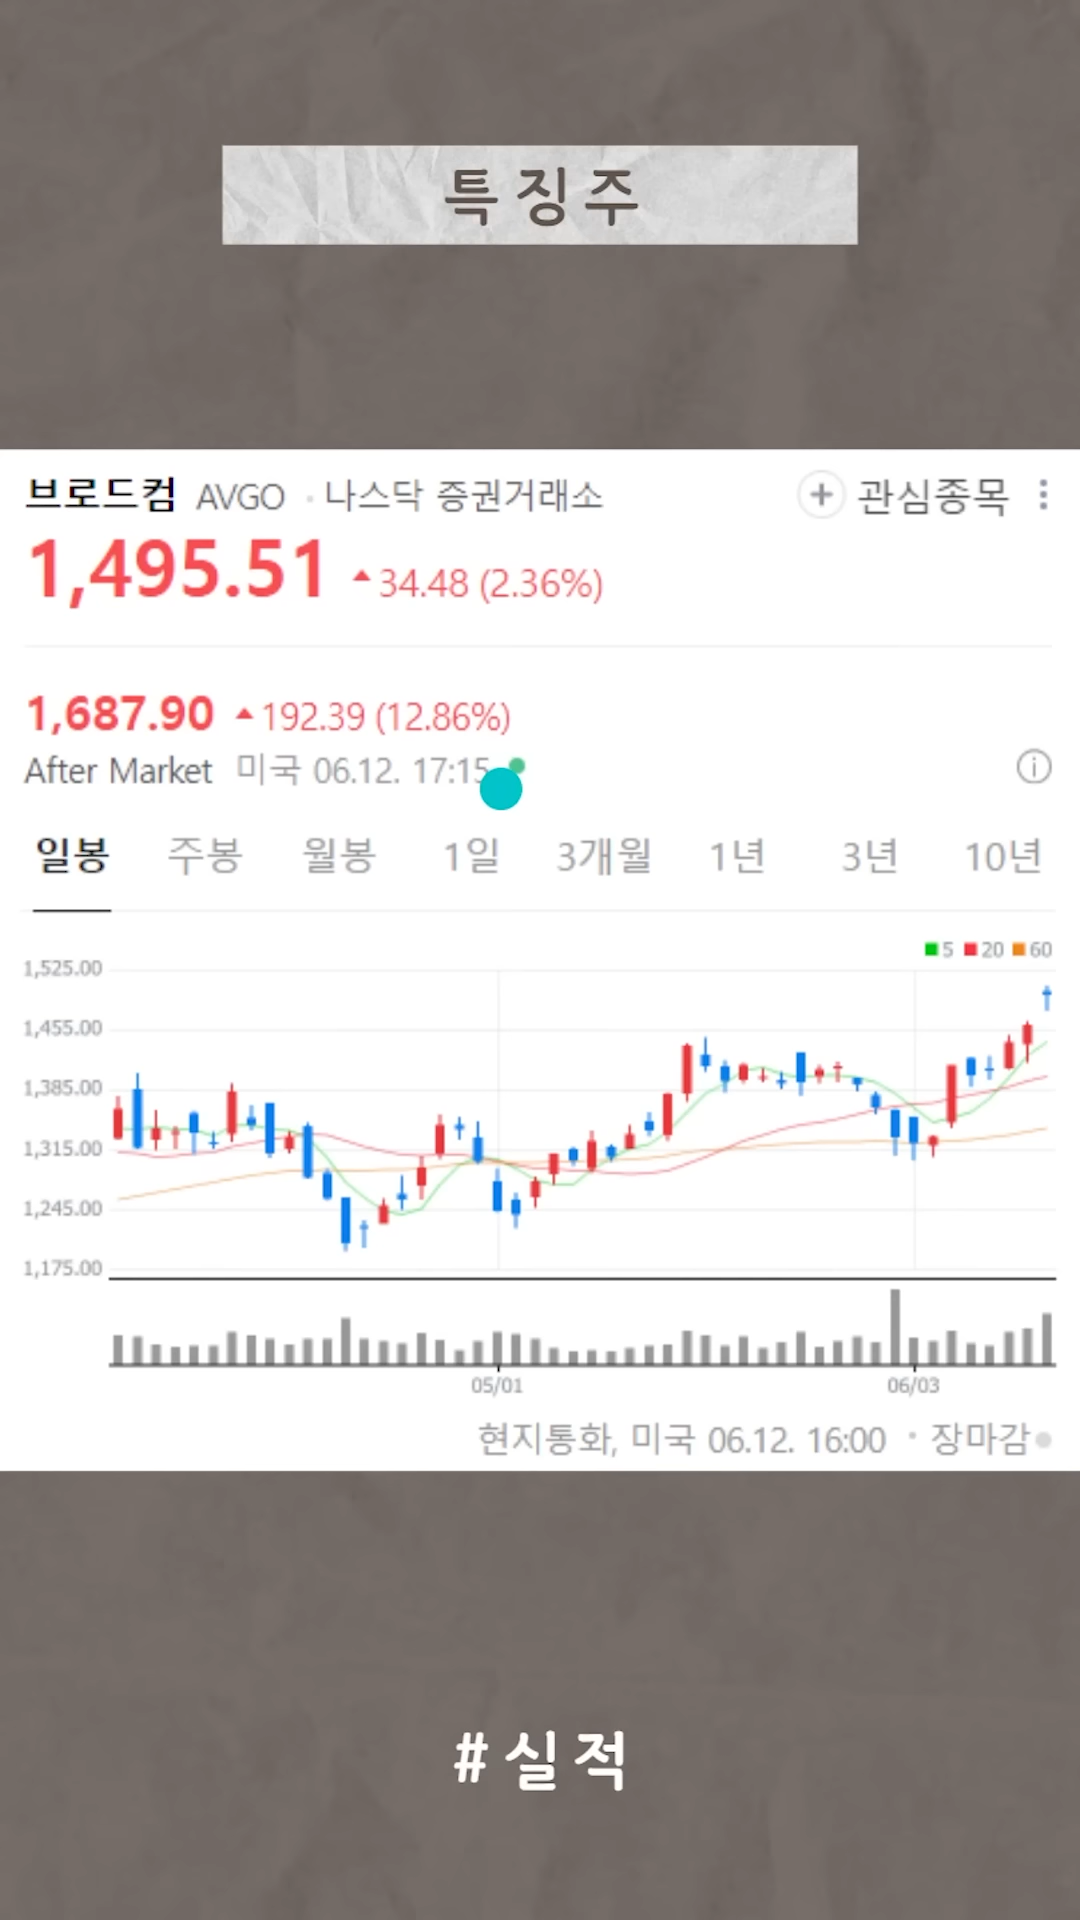 특징주
브로드컴 AVGO · 나스닥 증권거래소 + 관심종목
1,495.51 ▲34.48 (2.36%)
1,687.90 ▲192.39 (12.86%)
After Market 미국 06.12. 17:15
일봉 주봉 월봉 1일 3개월 1년 3년 10년
5 20 60
1,525.00
1,455.00
1,385.00
1,315.00
1,245.00
1,175.00
05/01 06/03
현지통화, 미국 06.12. 16:00 · 장마감
#실적